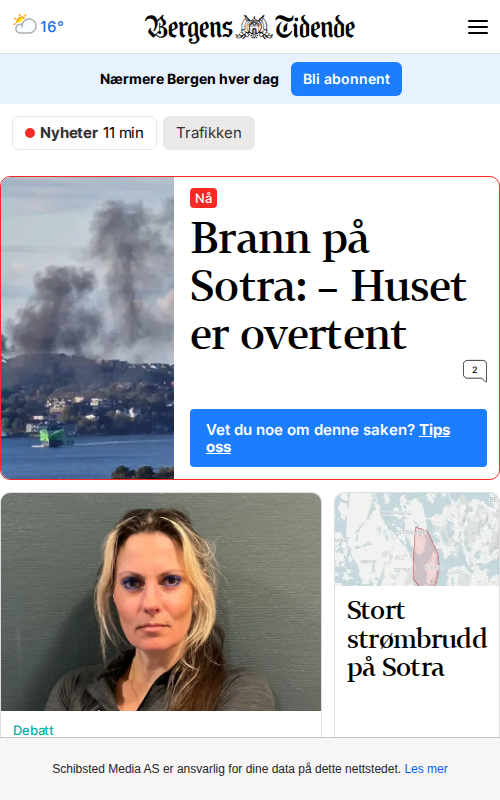 16°
Bergens Tidende
Nærmere Bergen hver dag
Bli abonnent
Nyheter 11 min
Trafikken
Nå
Brann på
Sotra: – Huset
er overtent
2
Vet du noe om denne saken? Tips
oss
Stort
strømbrudd
på Sotra
Debatt
Schibsted Media AS er ansvarlig for dine data på dette nettstedet. Les mer